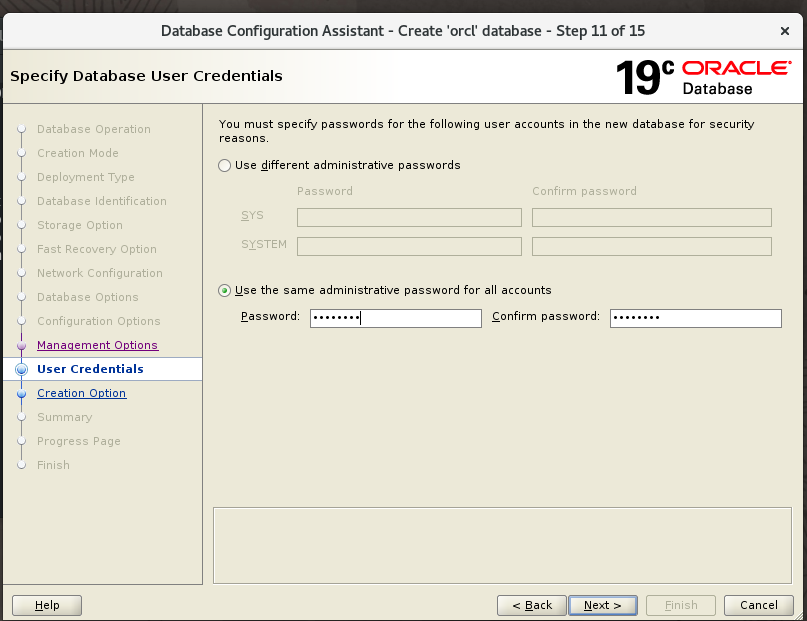 Database Configuration Assistant - Create 'orcl' database - Step 11 of 15
×
Specify Database User Credentials
19c ORACLE
Database
Database Operation
Creation Mode
Deployment Type
Database Identification
Storage Option
Fast Recovery Option
Network Configuration
Database Options
Configuration Options
Management Options
User Credentials
Creation Option
Summary
Progress Page
Finish
You must specify passwords for the following user accounts in the new database for security
reasons.
Use different administrative passwords
Password Confirm password
SYS
SYSTEM
Use the same administrative password for all accounts
Password: •••••••• Confirm password: ••••••••
Help < Back Next > Finish Cancel